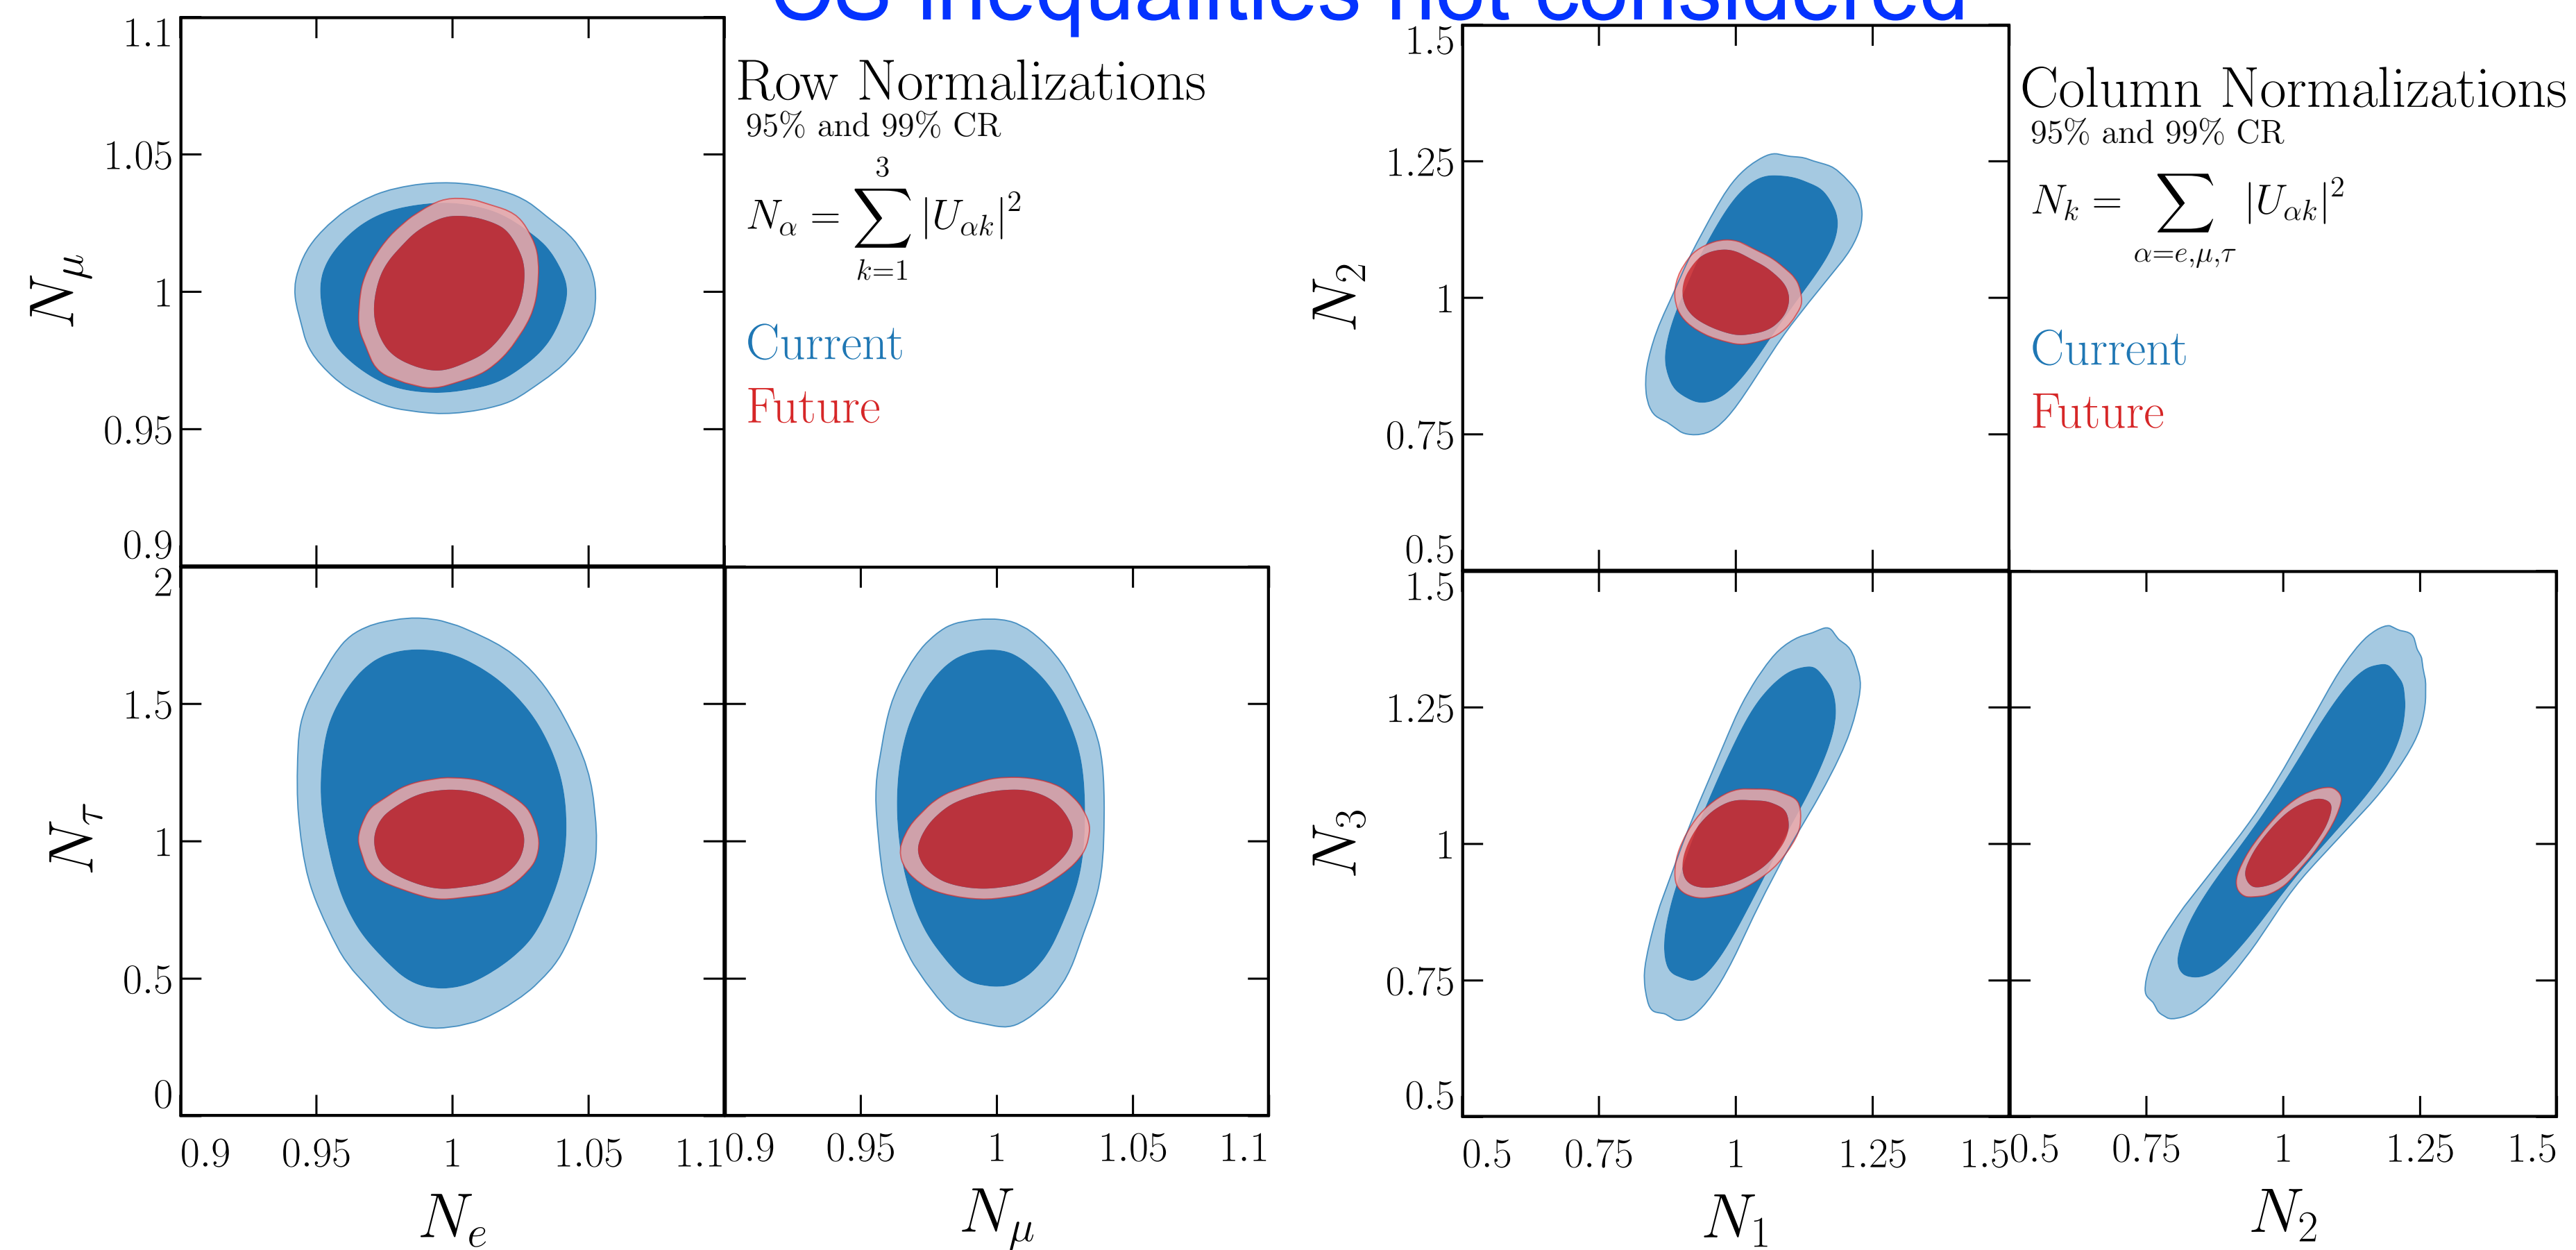 CS inequalities not considered
1.1
1.05
1
0.95
0.9
N_μ
Row Normalizations
95% and 99% CR
N_α = ∑_{k=1}^{3} |U_{αk}|^2
Current
Future
2
1.5
1
0.5
0
N_τ
0.9 0.95 1 1.05 1.1
N_e
0.9 0.95 1 1.05 1.1
N_μ
1.5
1.25
1
0.75
0.5
N_2
Column Normalizations
95% and 99% CR
N_k = ∑_{α=e,μ,τ} |U_{αk}|^2
Current
Future
1.5
1.25
1
0.75
0.5
N_3
0.5 0.75 1 1.25 1.5
N_1
0.5 0.75 1 1.25 1.5
N_2